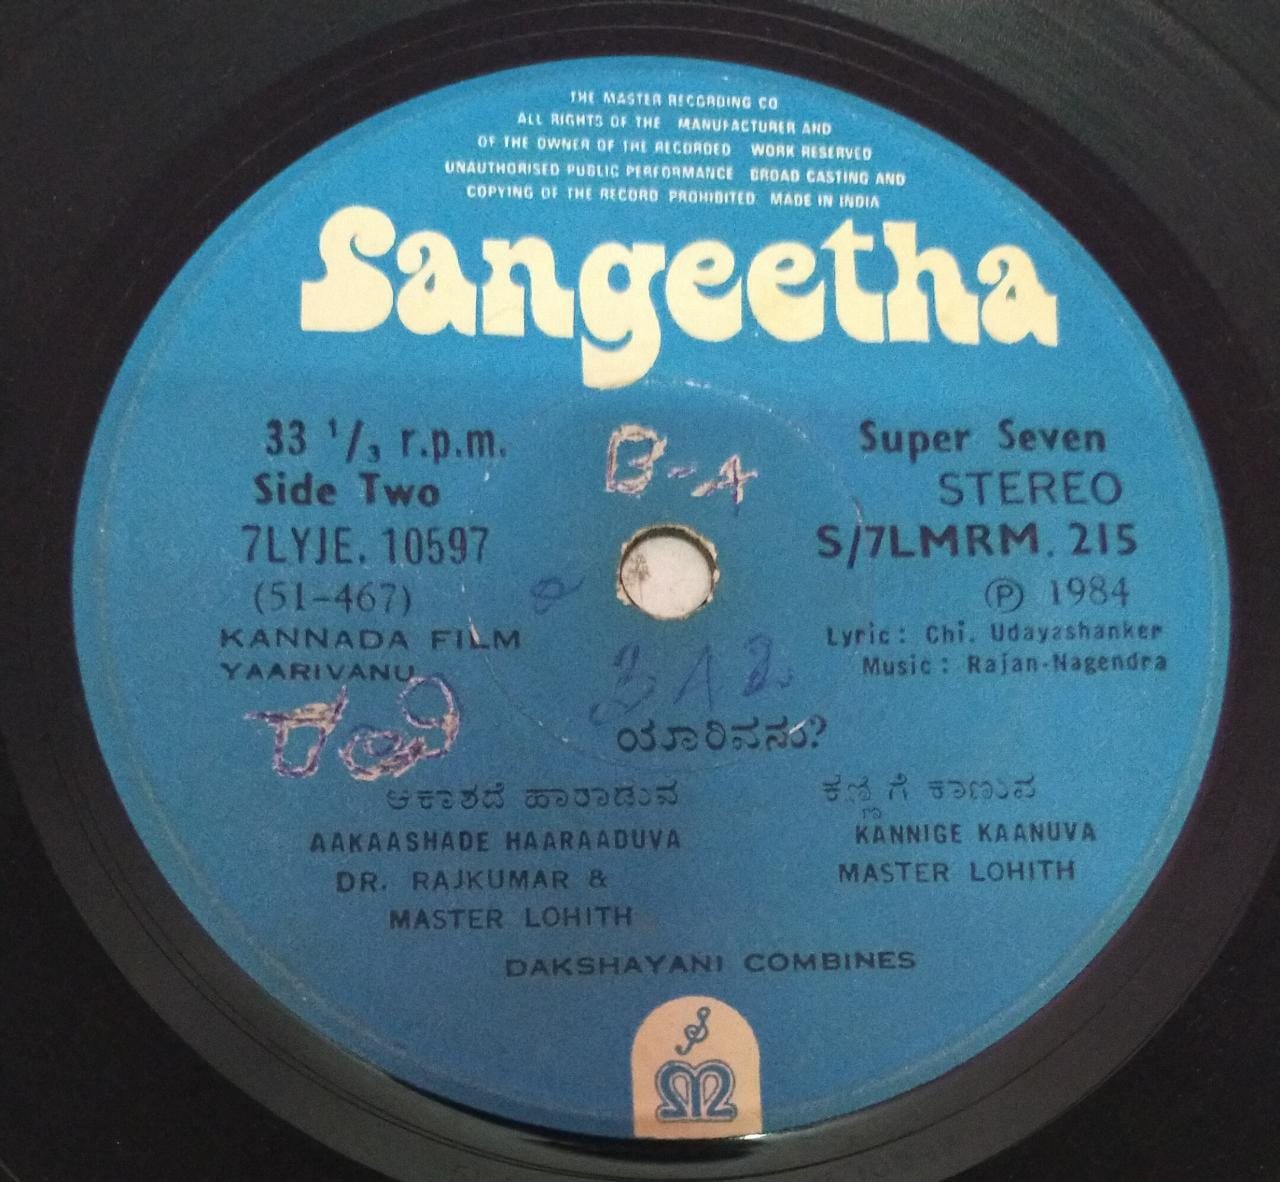 THE MASTER RECORDING CO
ALL RIGHTS OF THE MANUFACTURER AND
OF THE OWNER OF THE RECORDED WORK RESERVED
UNAUTHORISED PUBLIC PERFORMANCE BROAD CASTING AND
COPYING OF THE RECORD PROHIBITED MADE IN INDIA
Sangeetha
33 1/3 r.p.m.
Side Two
7LYJE. 10597
(51-467)
KANNADA FILM
YAARIVANU
B-A
Super Seven
STEREO
S/7LMRM. 215
Ⓟ 1984
Lyric : Chi. Udayashanker
Music : Rajan-Nagendra
ಯಾರಿವನು?
ಆಕಾಶದೆ ಹಾರಾಡುವ
AAKAASHADE HAARAADUVA
DR. RAJKUMAR &
MASTER LOHITH
ಕಣ್ಣಿಗೆ ಕಾಣುವ
KANNIGE KAANUVA
MASTER LOHITH
DAKSHAYANI COMBINES